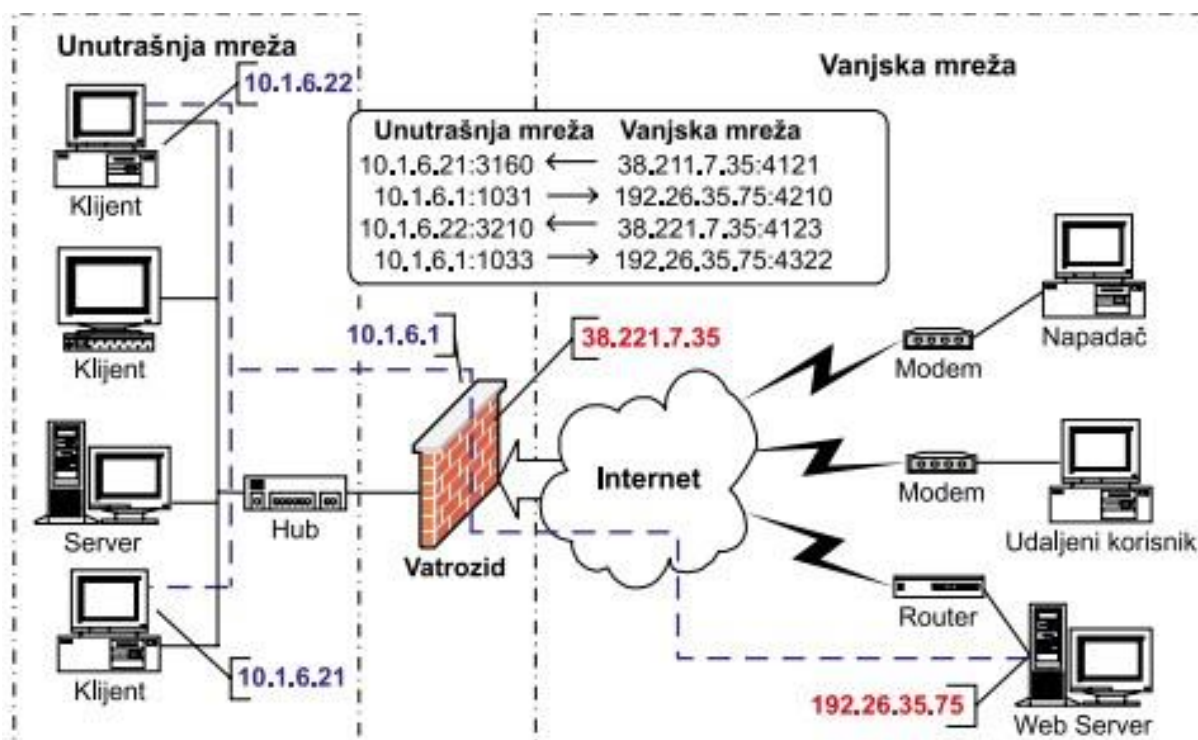 Unutrašnja mreža
10.1.6.22
Klijent
Klijent
Server
Hub
Klijent
10.1.6.21
Vanjska mreža
Unutrašnja mreža Vanjska mreža
10.1.6.21:3160 ← 38.211.7.35:4121
10.1.6.1:1031 → 192.26.35.75:4210
10.1.6.22:3210 ← 38.221.7.35:4123
10.1.6.1:1033 → 192.26.35.75:4322
10.1.6.1
38.221.7.35
Vatrozid
Internet
Modem
Napadač
Modem
Udaljeni korisnik
Router
192.26.35.75
Web Server